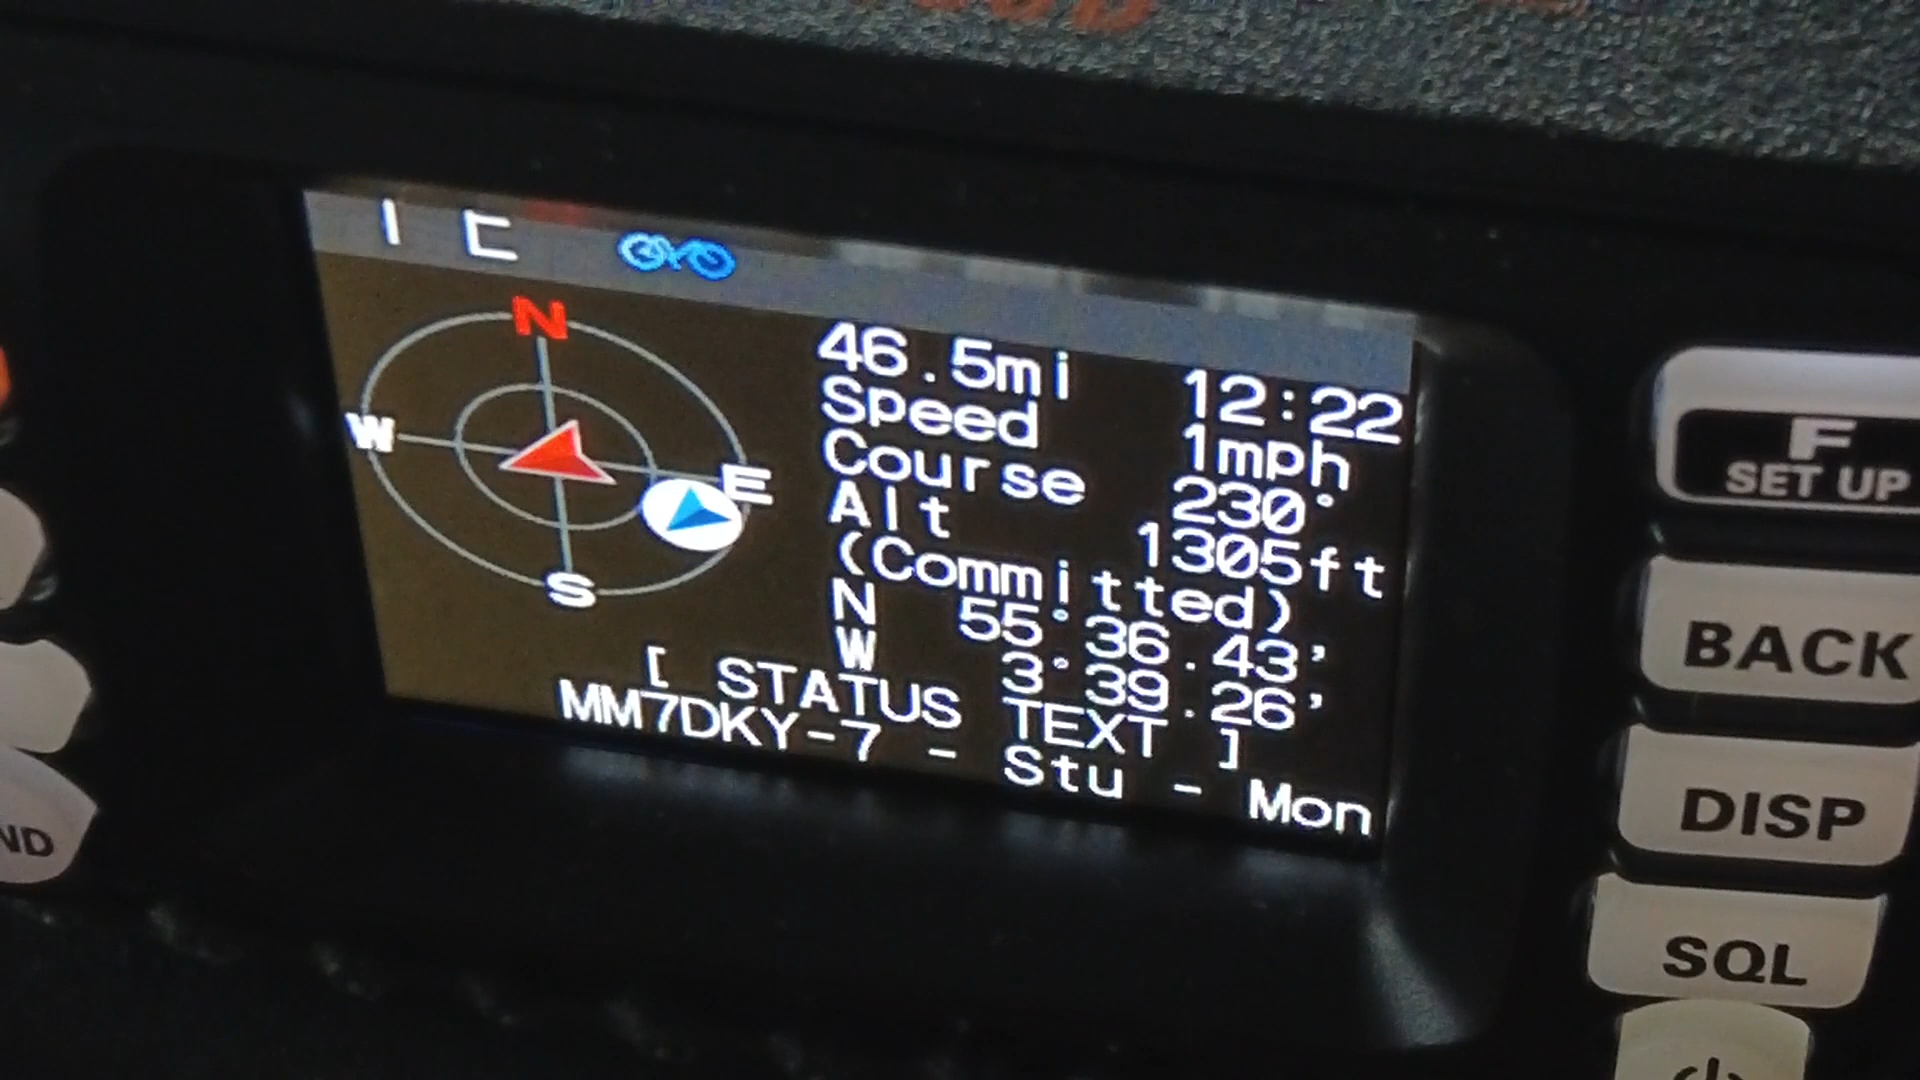 N
W
E
S
46.5mi 12:22
Speed 1mph
Course 230°
Alt 1305ft
(Committed)
N 55°36.43'
W 3°39.26'
[ STATUS TEXT ]
MM7DKY-7 - Stu - Mon
F
SET UP
BACK
DISP
SQL
ND